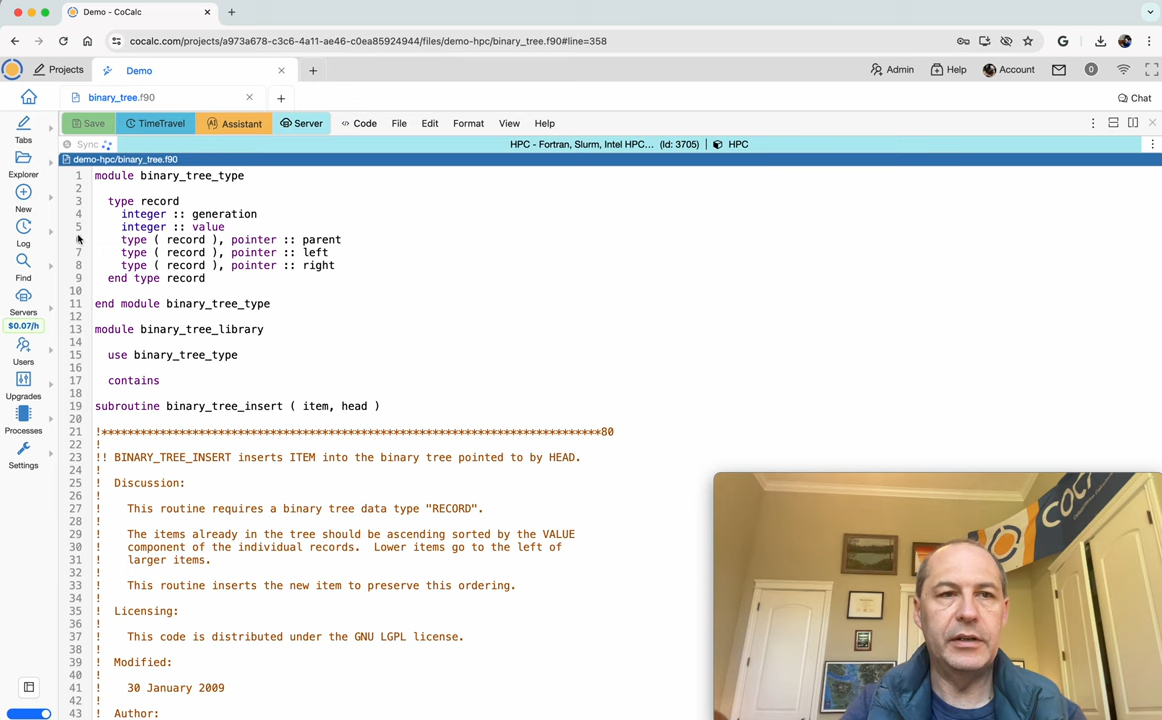 Demo - CoCalc
cocalc.com/projects/a973a678-c3c6-4a11-ae46-c0ea85924944/files/demo-hpc/binary_tree.f90#line=358
Projects
Demo
Admin
Help
Account
0
binary_tree.f90
Chat
Save
TimeTravel
Assistant
Server
Code
File
Edit
Format
View
Help
Sync
HPC - Fortran, Slurm, Intel HPC... (Id: 3705)
HPC
demo-hpc/binary_tree.f90
Tabs
Explorer
New
Log
Find
Servers
$0.07/h
Users
Upgrades
Processes
Settings
1 module binary_tree_type
2
3 type record
4 integer :: generation
5 integer :: value
6 type ( record ), pointer :: parent
7 type ( record ), pointer :: left
8 type ( record ), pointer :: right
9 end type record
10
11 end module binary_tree_type
12
13 module binary_tree_library
14
15 use binary_tree_type
16
17 contains
18
19 subroutine binary_tree_insert ( item, head )
20
21 !*****************************************************************************80
22 !
23 !! BINARY_TREE_INSERT inserts ITEM into the binary tree pointed to by HEAD.
24 !
25 ! Discussion:
26 !
27 ! This routine requires a binary tree data type "RECORD".
28 !
29 ! The items already in the tree should be ascending sorted by the VALUE
30 ! component of the individual records. Lower items go to the left of
31 ! larger items.
32 !
33 ! This routine inserts the new item to preserve this ordering.
34 !
35 ! Licensing:
36 !
37 ! This code is distributed under the GNU LGPL license.
38 !
39 ! Modified:
40 !
41 ! 30 January 2009
42 !
43 ! Author: